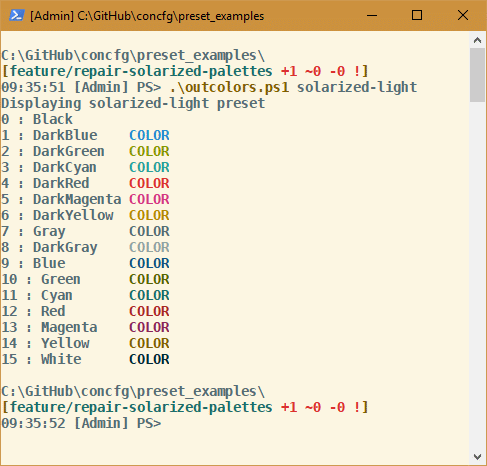 [Admin] C:\GitHub\concfg\preset_examples
C:\GitHub\concfg\preset_examples\
[feature/repair-solarized-palettes +1 ~0 -0 !]
09:35:51 [Admin] PS> .\outcolors.ps1 solarized-light
Displaying solarized-light preset
0 : Black
1 : DarkBlue    COLOR
2 : DarkGreen   COLOR
3 : DarkCyan    COLOR
4 : DarkRed     COLOR
5 : DarkMagenta COLOR
6 : DarkYellow  COLOR
7 : Gray        COLOR
8 : DarkGray    COLOR
9 : Blue        COLOR
10 : Green      COLOR
11 : Cyan       COLOR
12 : Red        COLOR
13 : Magenta    COLOR
14 : Yellow     COLOR
15 : White      COLOR
C:\GitHub\concfg\preset_examples\
[feature/repair-solarized-palettes +1 ~0 -0 !]
09:35:52 [Admin] PS>